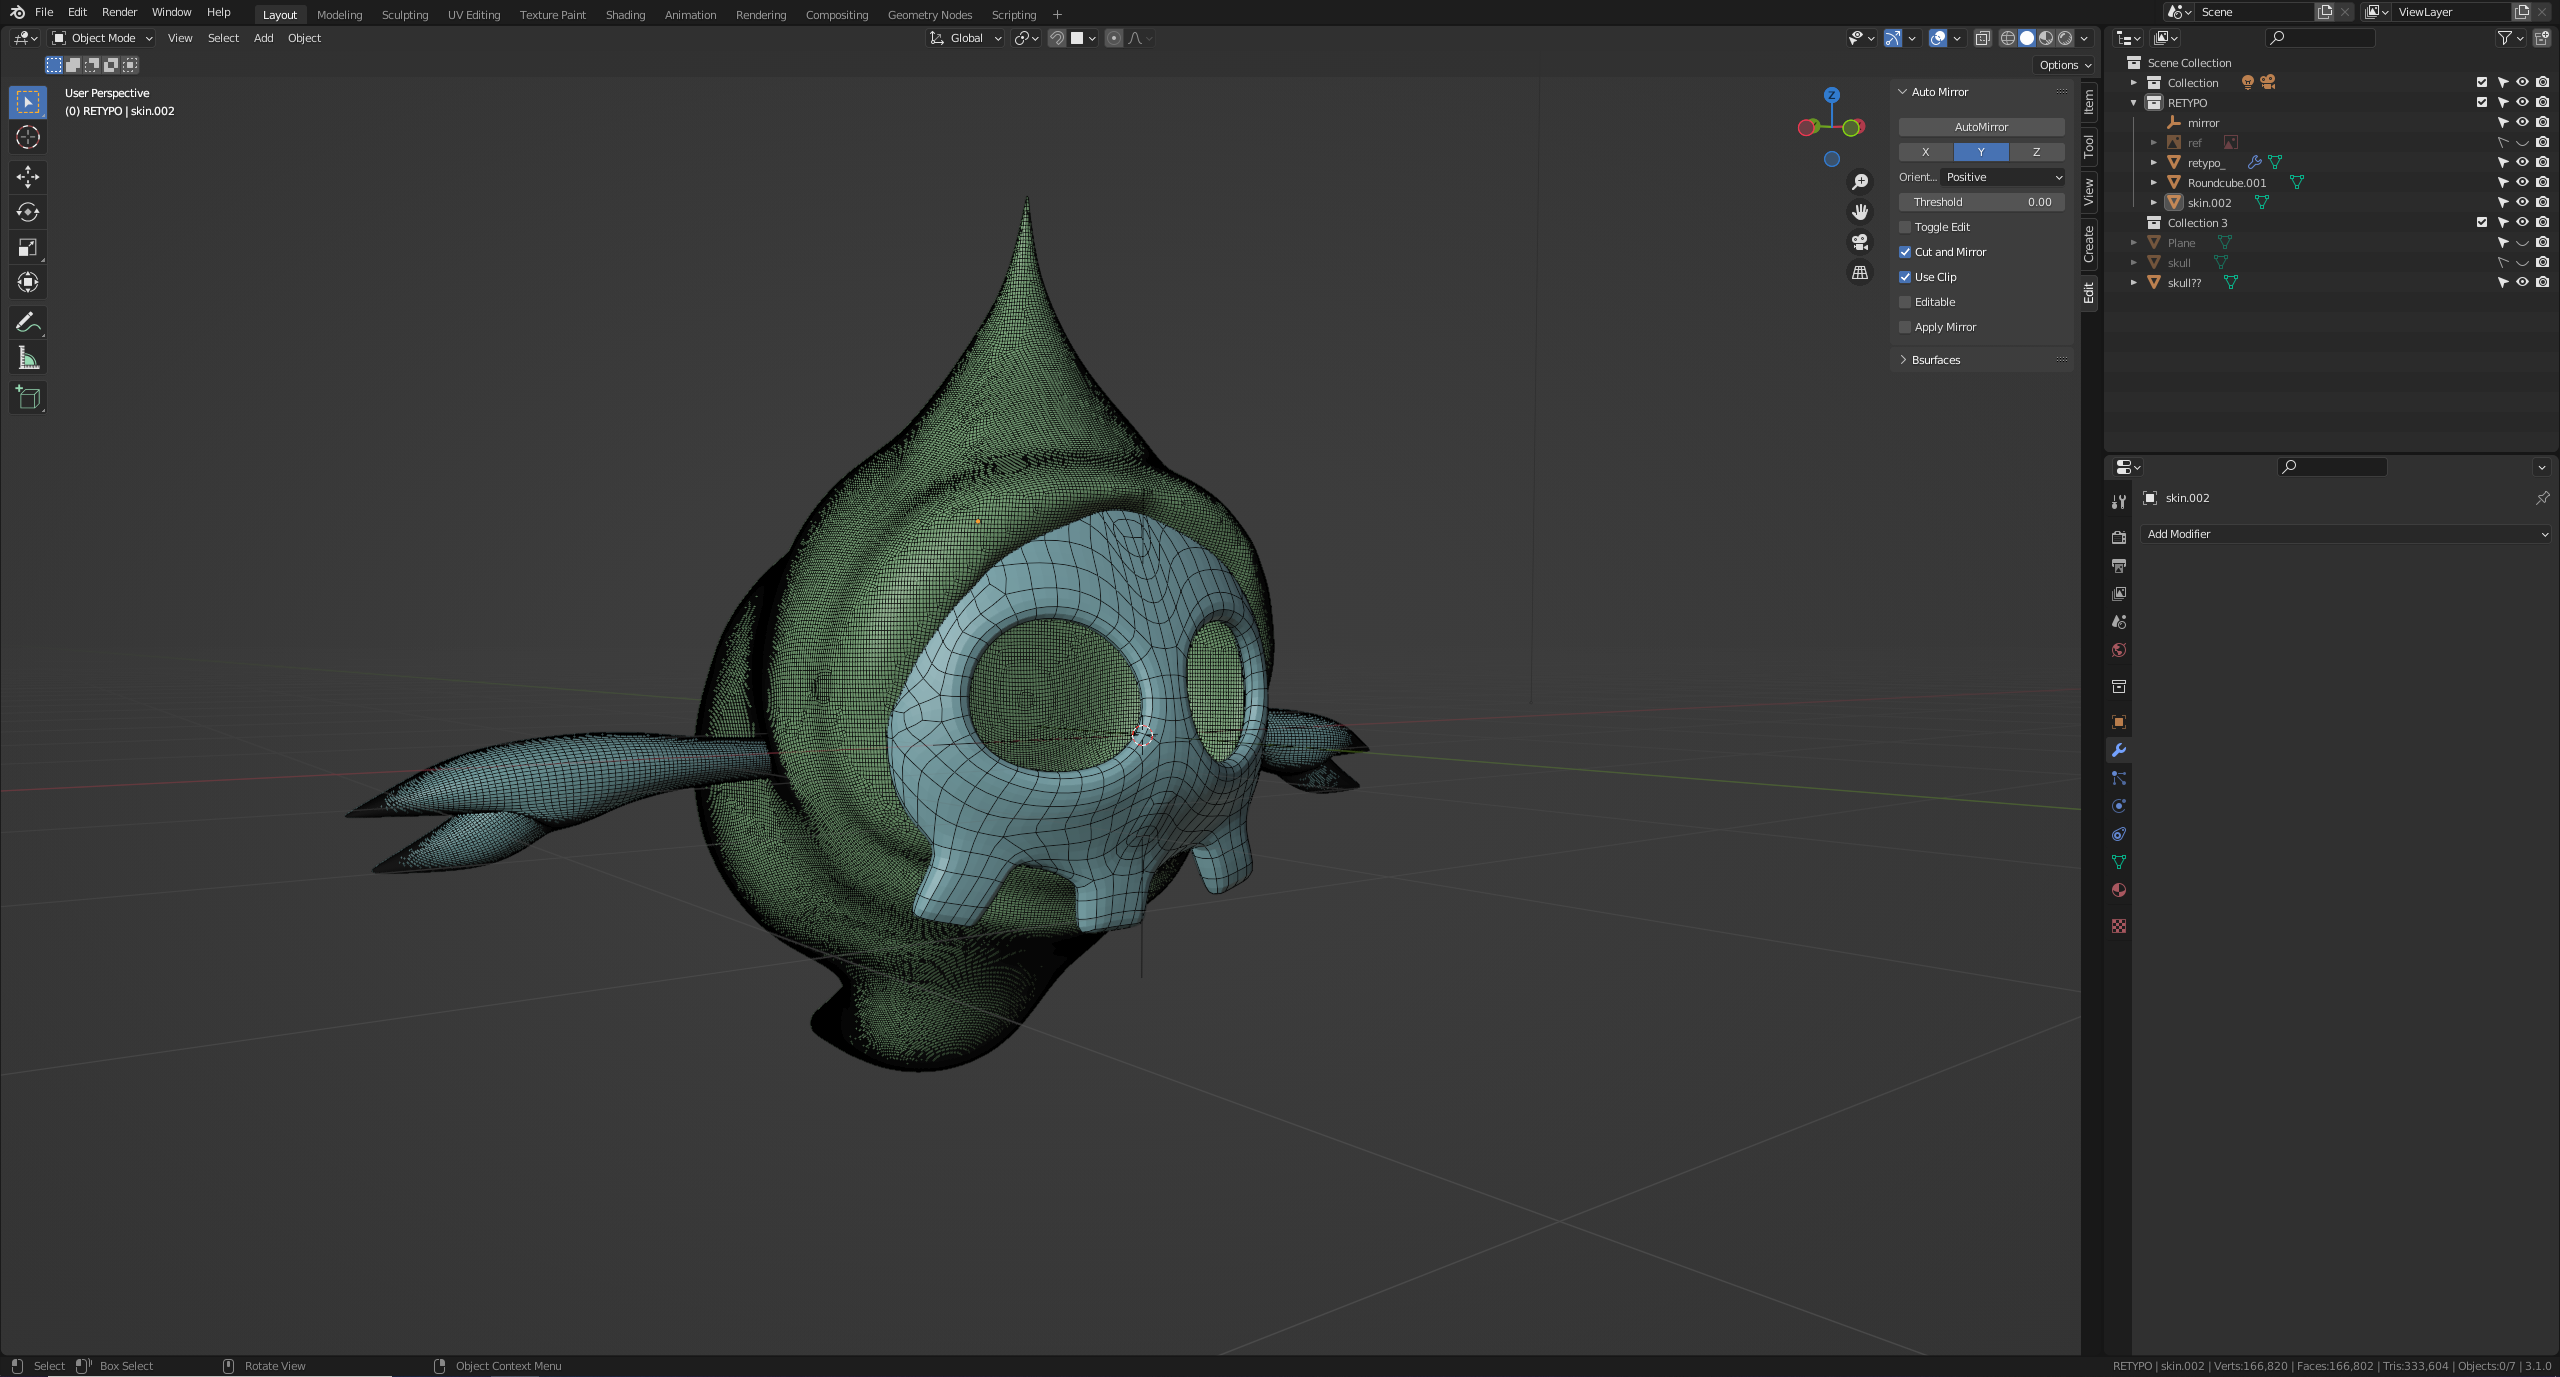 File Edit Render Window Help Layout Modeling Sculpting UV Editing Texture Paint Shading Animation Rendering Compositing Geometry Nodes Scripting + Scene ViewLayer
Object Mode View Select Add Object Global
Options
User Perspective
(0) RETYPO | skin.002
Z
Auto Mirror
AutoMirror
X Y Z
Orient... Positive
Threshold 0.00
Toggle Edit
Cut and Mirror
Use Clip
Editable
Apply Mirror
Bsurfaces
Item
Tool
View
Create
Edit
Scene Collection
Collection
RETYPO
mirror
ref
retypo_
Roundcube.001
skin.002
Collection 3
Plane
skull
skull??
skin.002
Add Modifier
Select Box Select Rotate View Object Context Menu
RETYPO | skin.002 | Verts:166,820 | Faces:166,802 | Tris:333,604 | Objects:0/7 | 3.1.0